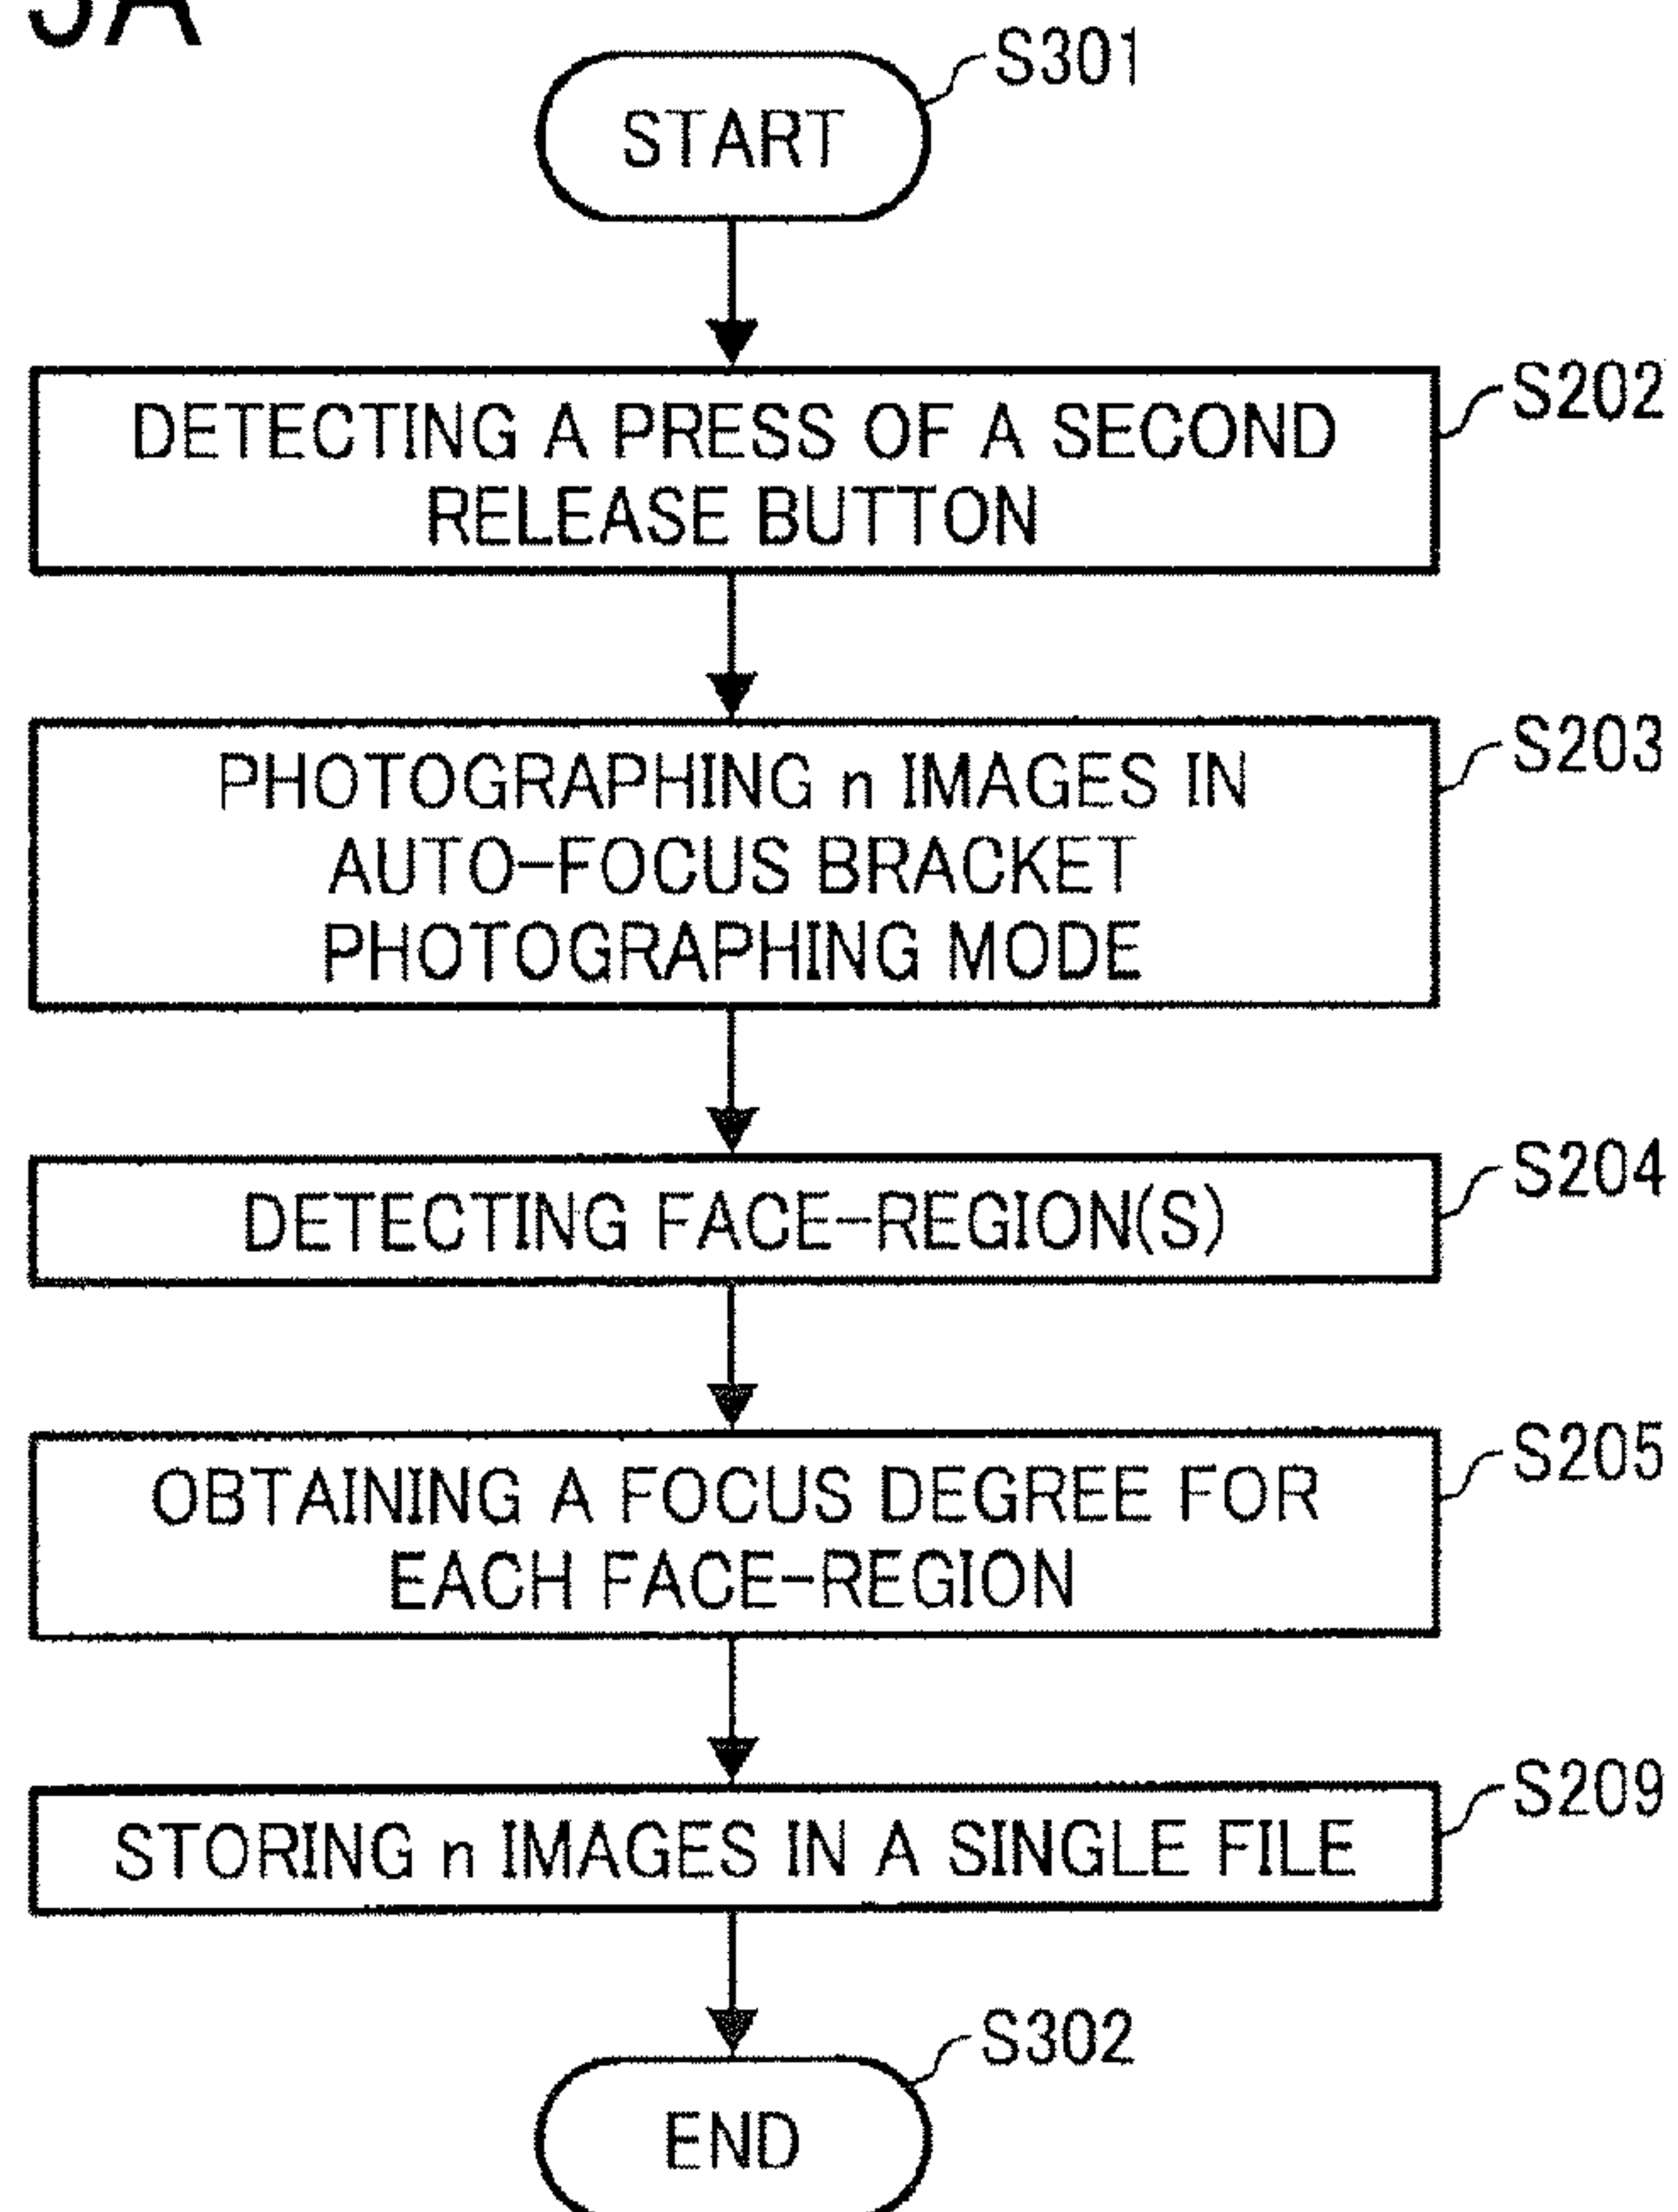 START
S301
DETECTING A PRESS OF A SECOND
RELEASE BUTTON
S202
PHOTOGRAPHING n IMAGES IN
AUTO-FOCUS BRACKET
PHOTOGRAPHING MODE
S203
DETECTING FACE-REGION(S)
S204
OBTAINING A FOCUS DEGREE FOR
EACH FACE-REGION
S205
STORING n IMAGES IN A SINGLE FILE
S209
END
S302